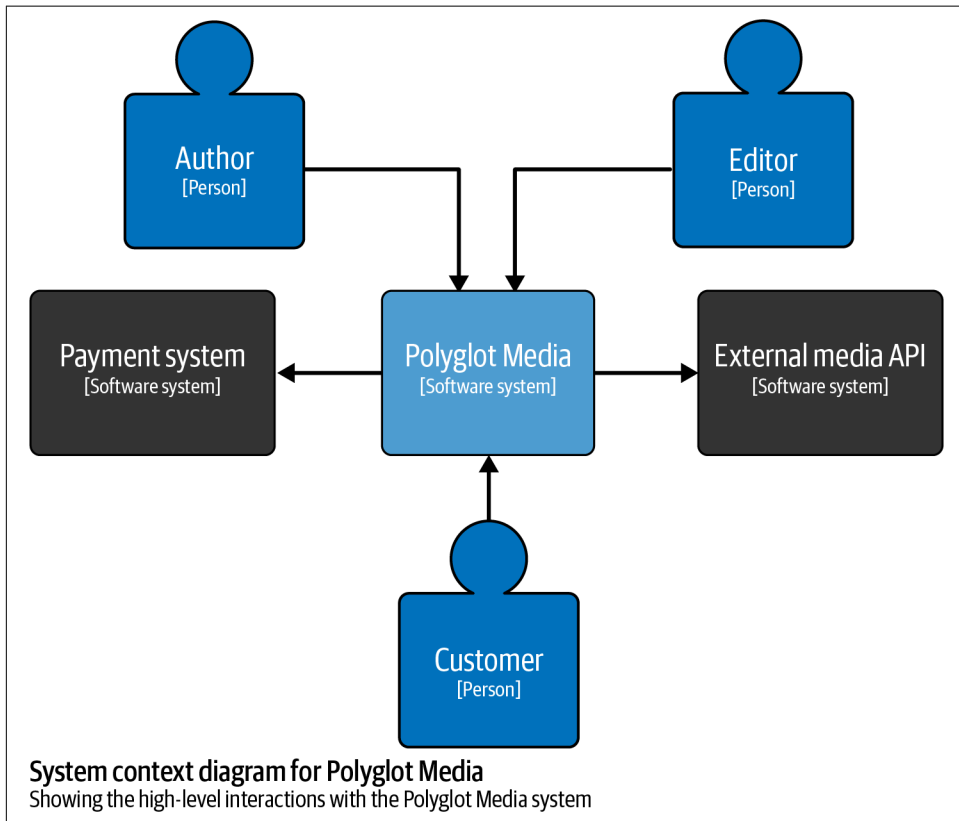 Author
[Person]
Editor
[Person]
Payment system
[Software system]
Polyglot Media
[Software system]
External media API
[Software system]
Customer
[Person]
System context diagram for Polyglot Media
Showing the high-level interactions with the Polyglot Media system